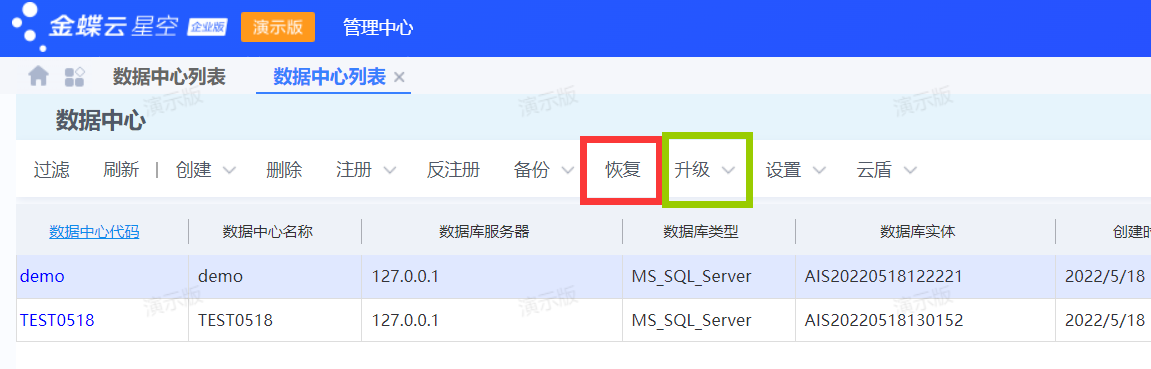 金蝶云 星空 企业版 演示版 管理中心
数据中心列表 数据中心列表 ×
演示版 演示版 演示版
数据中心
过滤 刷新 | 创建 删除 注册 反注册 备份 恢复 升级 设置 云盾
数据中心代码 数据中心名称 数据库服务器 数据库类型 数据库实体 创建时
demo demo 127.0.0.1 MS_SQL_Server AIS20220518122221 2022/5/18
演示版 演示版 演示版
TEST0518 TEST0518 127.0.0.1 MS_SQL_Server AIS20220518130152 2022/5/18